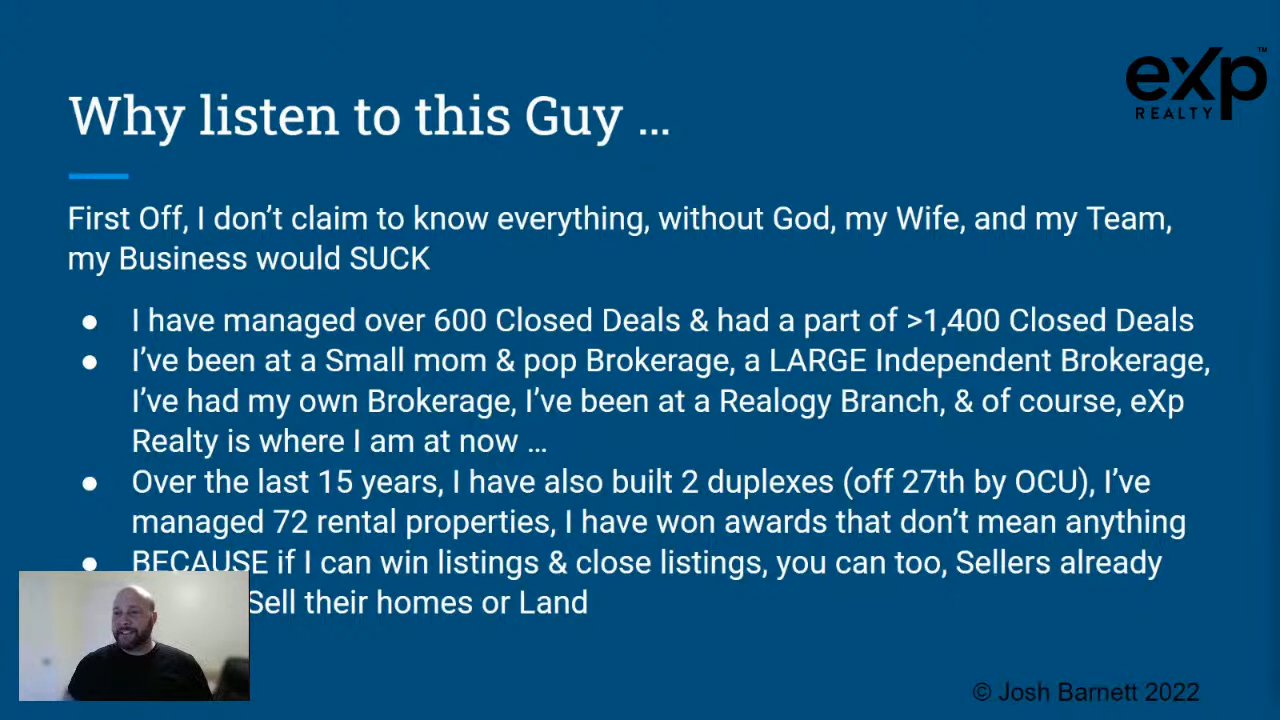 eXp
REALTY
™
Why listen to this Guy ...
First Off, I don't claim to know everything, without God, my Wife, and my Team,
my Business would SUCK
● I have managed over 600 Closed Deals & had a part of >1,400 Closed Deals
● I've been at a Small mom & pop Brokerage, a LARGE Independent Brokerage,
I've had my own Brokerage, I've been at a Realogy Branch, & of course, eXp
Realty is where I am at now ...
● Over the last 15 years, I have also built 2 duplexes (off 27th by OCU), I've
managed 72 rental properties, I have won awards that don't mean anything
● BECAUSE if I can win listings & close listings, you can too, Sellers already
Sell their homes or Land
© Josh Barnett 2022